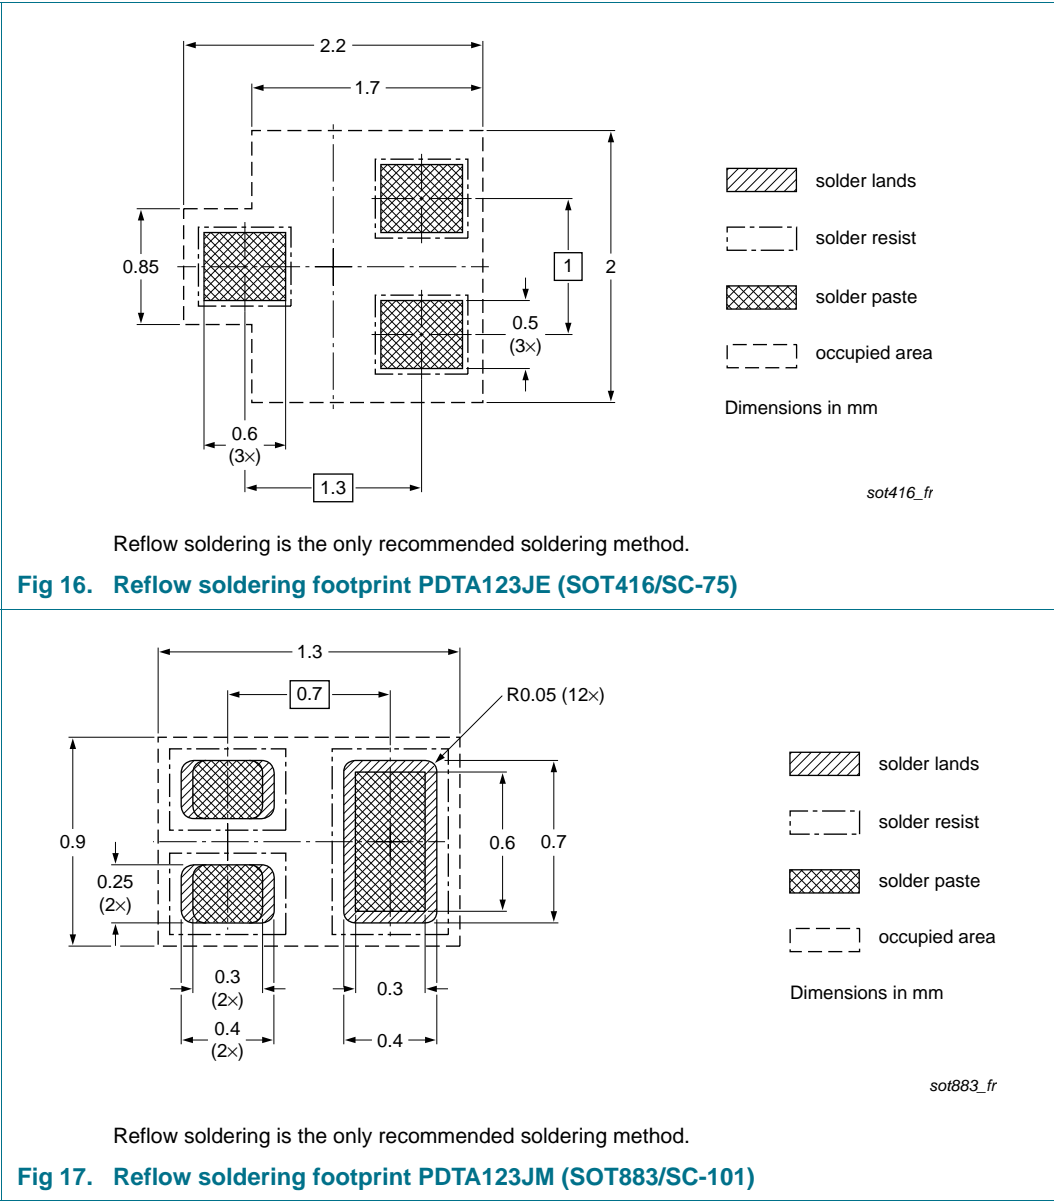 2.2
1.7
0.85
1
2
0.5
(3×)
0.6
(3×)
1.3
solder lands
solder resist
solder paste
occupied area
Dimensions in mm
sot416_fr
Reflow soldering is the only recommended soldering method.
Fig 16. Reflow soldering footprint PDTA123JE (SOT416/SC-75)
1.3
0.7
R0.05 (12×)
0.9
0.25
(2×)
0.6
0.7
0.3
(2×)
0.3
0.4
(2×)
0.4
solder lands
solder resist
solder paste
occupied area
Dimensions in mm
sot883_fr
Reflow soldering is the only recommended soldering method.
Fig 17. Reflow soldering footprint PDTA123JM (SOT883/SC-101)